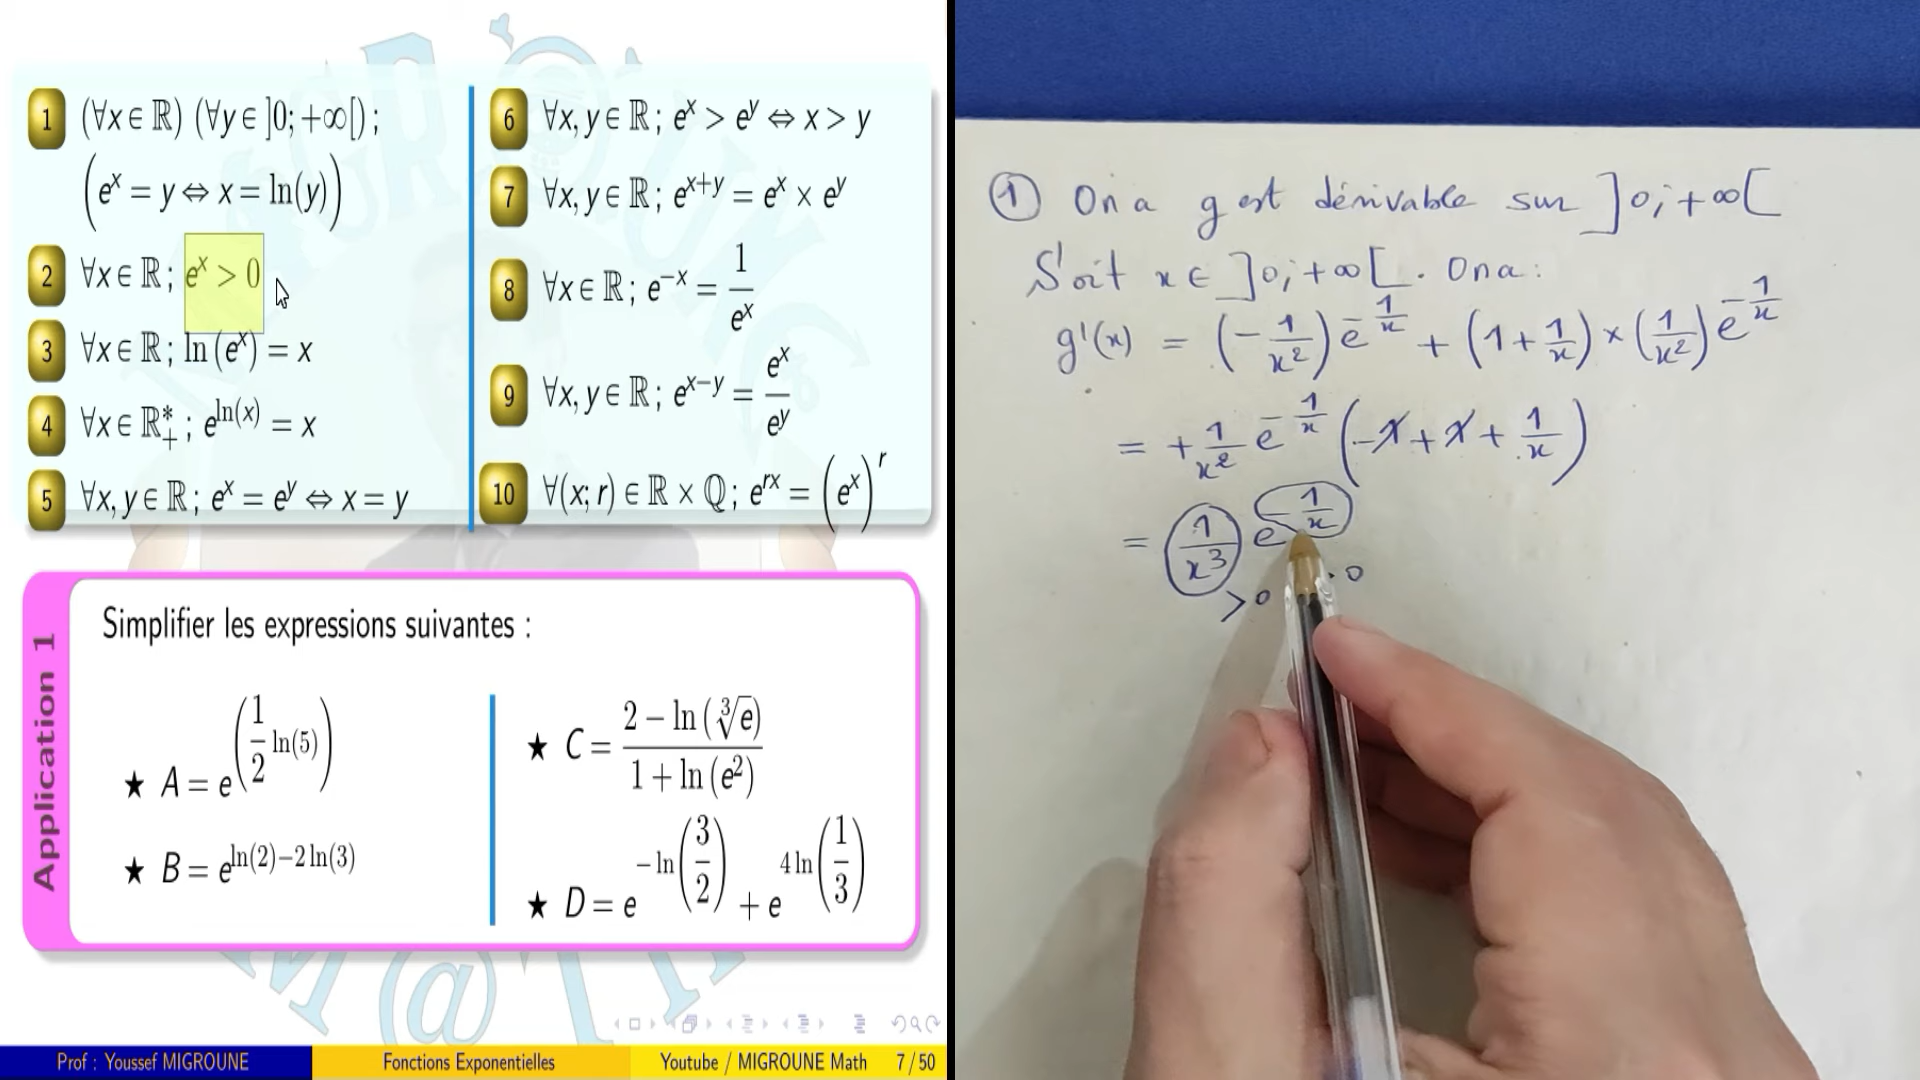 1 (∀x ∈ ℝ) (∀y ∈ ]0; +∞[) ;
(eˣ = y ⇔ x = ln(y))
2 ∀x ∈ ℝ ; eˣ > 0
3 ∀x ∈ ℝ ; ln (eˣ) = x
4 ∀x ∈ ℝ*₊ ; e^ln(x) = x
5 ∀x, y ∈ ℝ ; eˣ = eʸ ⇔ x = y
6 ∀x, y ∈ ℝ ; eˣ > eʸ ⇔ x > y
7 ∀x, y ∈ ℝ ; e^(x+y) = eˣ × eʸ
8 ∀x ∈ ℝ ; e^(−x) = 1/eˣ
9 ∀x, y ∈ ℝ ; e^(x−y) = eˣ/eʸ
10 ∀(x; r) ∈ ℝ × ℚ ; e^(rx) = (eˣ)^r
Application 1
Simplifier les expressions suivantes :
★ A = e^(1/2 ln(5))
★ B = e^(ln(2)−2 ln(3))
★ C = (2 − ln (∛e)) / (1 + ln (e²))
★ D = e^(−ln(3/2)) + e^(4 ln(1/3))
M@TH
Prof : Youssef MIGROUNE Fonctions Exponentielles Youtube / MIGROUNE Math 7 / 50
① On a g est dérivable sur ]0;+∞[
Soit x ∈ ]0;+∞[. On a:
g'(x) = (−1/x²) e^(−1/x) + (1 + 1/x) × (1/x²) e^(−1/x)
= + 1/x² e^(−1/x) (−1 + 1 + 1/x)
= 1/x³ e^(−1/x)
>0 0